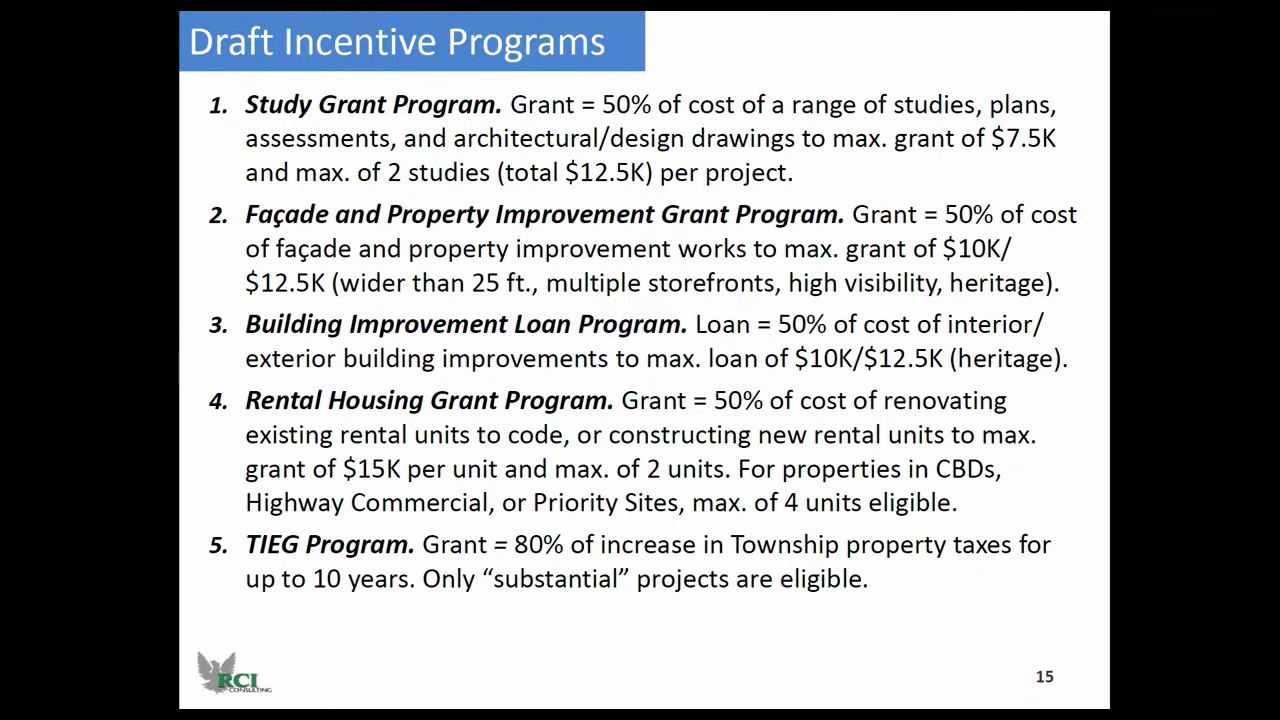 Draft Incentive Programs
1. Study Grant Program. Grant = 50% of cost of a range of studies, plans,
assessments, and architectural/design drawings to max. grant of $7.5K
and max. of 2 studies (total $12.5K) per project.
2. Façade and Property Improvement Grant Program. Grant = 50% of cost
of façade and property improvement works to max. grant of $10K/
$12.5K (wider than 25 ft., multiple storefronts, high visibility, heritage).
3. Building Improvement Loan Program. Loan = 50% of cost of interior/
exterior building improvements to max. loan of $10K/$12.5K (heritage).
4. Rental Housing Grant Program. Grant = 50% of cost of renovating
existing rental units to code, or constructing new rental units to max.
grant of $15K per unit and max. of 2 units. For properties in CBDs,
Highway Commercial, or Priority Sites, max. of 4 units eligible.
5. TIEG Program. Grant = 80% of increase in Township property taxes for
up to 10 years. Only “substantial” projects are eligible.
RCI
CONSULTING
15